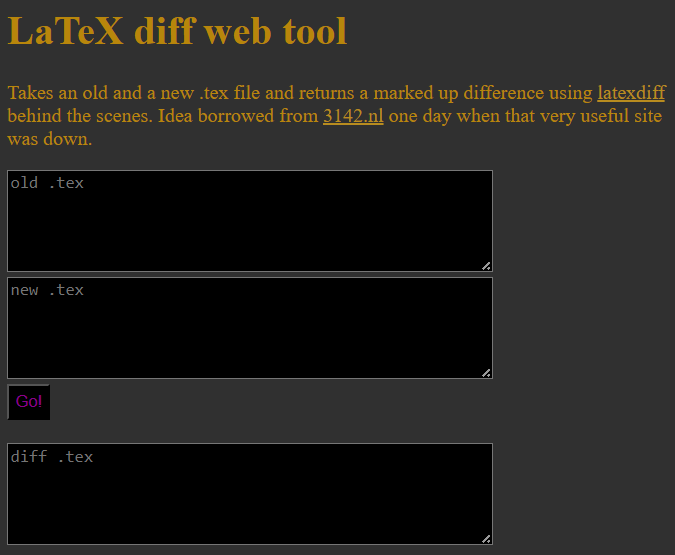 LaTeX diff web tool
Takes an old and a new .tex file and returns a marked up difference using latexdiff
behind the scenes. Idea borrowed from 3142.nl one day when that very useful site
was down.
old .tex
new .tex
Go!
diff .tex